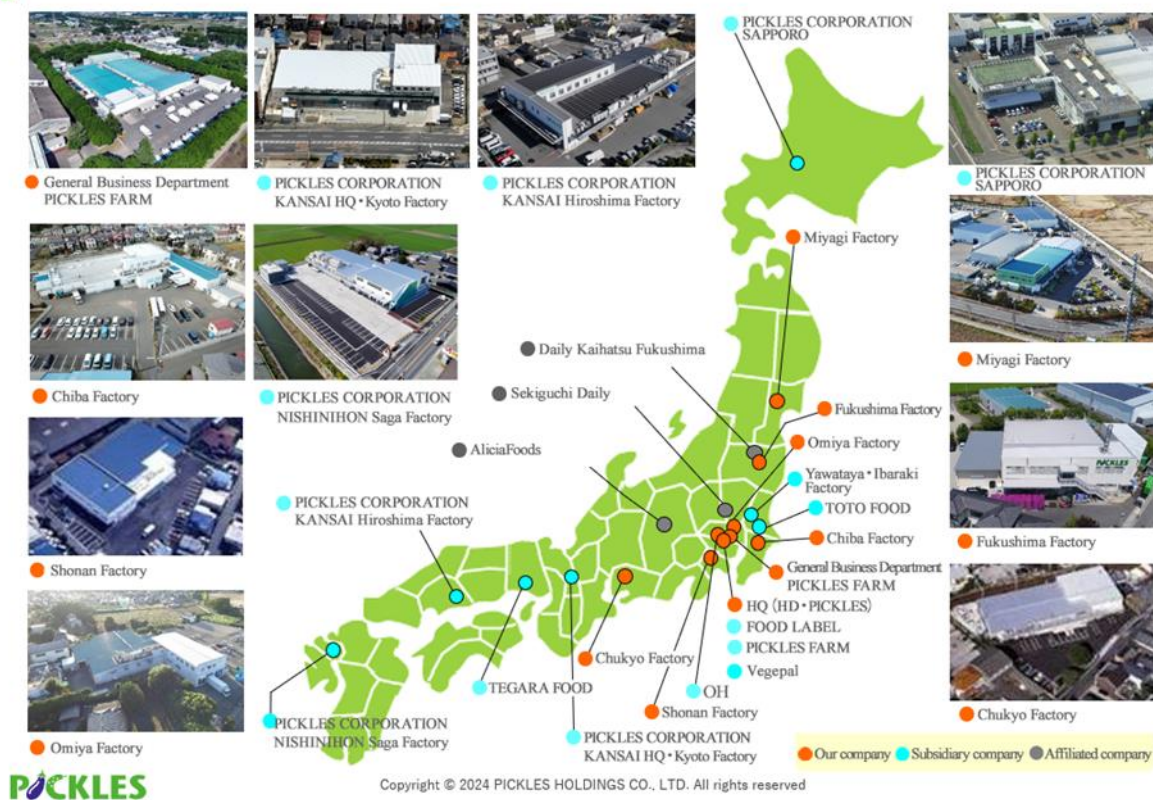 General Business Department
PICKLES FARM
PICKLES CORPORATION
KANSAI HQ・Kyoto Factory
PICKLES CORPORATION
KANSAI Hiroshima Factory
PICKLES CORPORATION
SAPPORO
PICKLES CORPORATION
SAPPORO
Chiba Factory
PICKLES CORPORATION
NISHINIHON Saga Factory
Miyagi Factory
Miyagi Factory
Daily Kaihatsu Fukushima
Sekiguchi Daily
AliciaFoods
Fukushima Factory
Omiya Factory
Yawataya・Ibaraki
Factory
TOTO FOOD
Chiba Factory
General Business Department
PICKLES FARM
HQ (HD・PICKLES)
FOOD LABEL
PICKLES FARM
Vegepal
OH
Shonan Factory
Chukyo Factory
TEGARA FOOD
PICKLES CORPORATION
KANSAI HQ・Kyoto Factory
PICKLES CORPORATION
KANSAI Hiroshima Factory
PICKLES CORPORATION
NISHINIHON Saga Factory
Shonan Factory
Omiya Factory
PICKLES
Fukushima Factory
Chukyo Factory
Our company
Subsidiary company
Affiliated company
PICKLES
Copyright © 2024 PICKLES HOLDINGS CO., LTD. All rights reserved